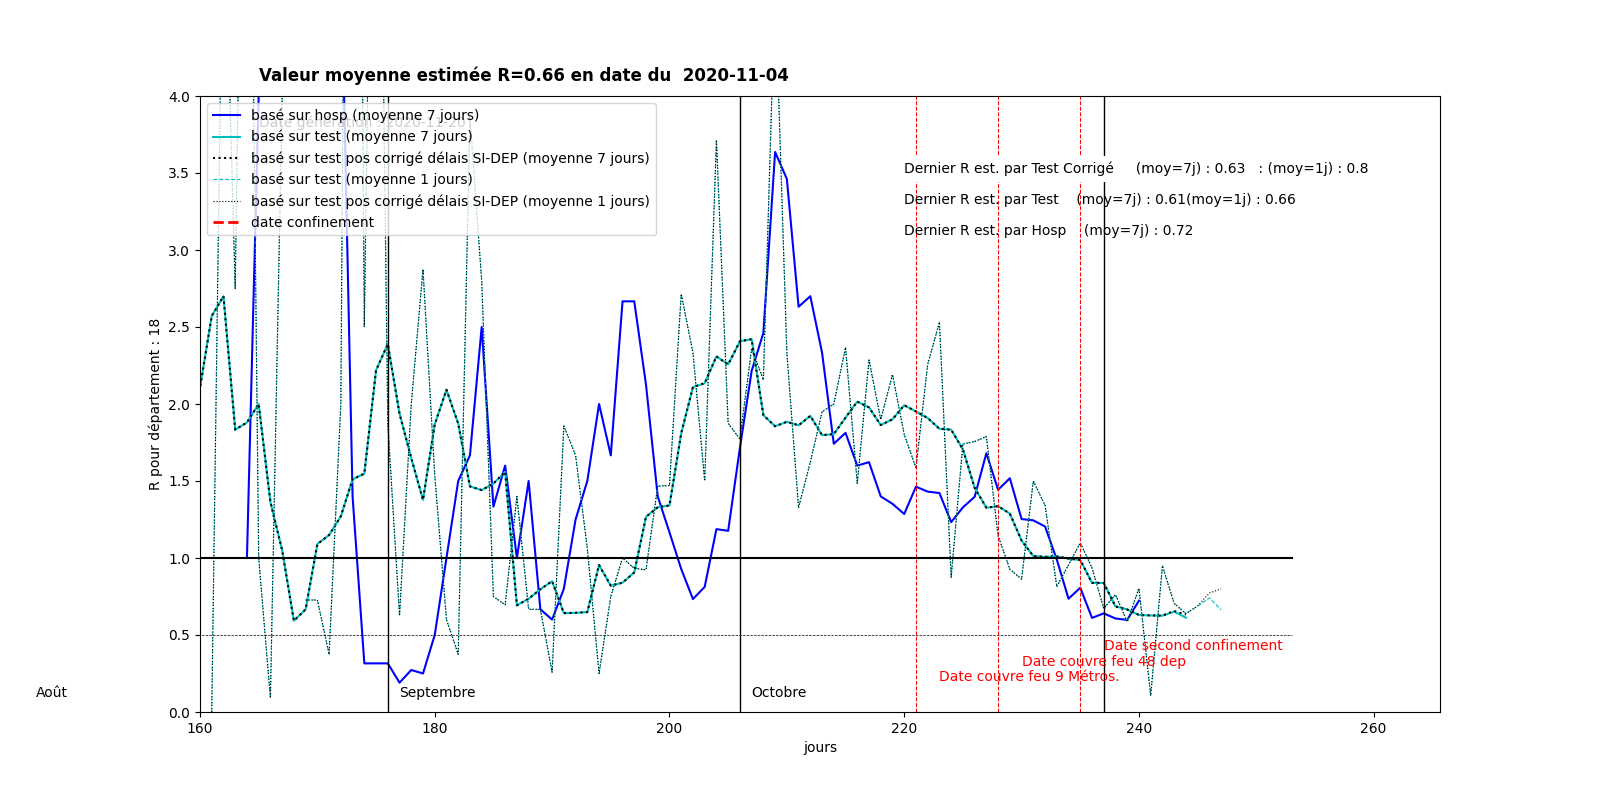 Valeur moyenne estimée R=0.66 en date du  2020-11-04
Date génération : 2020-11-20
basé sur hosp (moyenne 7 jours)
basé sur test (moyenne 7 jours)
basé sur test pos corrigé délais SI-DEP (moyenne 7 jours)
basé sur test (moyenne 1 jours)
basé sur test pos corrigé délais SI-DEP (moyenne 1 jours)
date confinement
Dernier R est. par Test Corrigé     (moy=7j) : 0.63   : (moy=1j) : 0.8
Dernier R est. par Test    (moy=7j) : 0.61(moy=1j) : 0.66
Dernier R est. par Hosp    (moy=7j) : 0.72
R pour département : 18
4.0
3.5
3.0
2.5
2.0
1.5
1.0
0.5
0.0
Date second confinement
Date couvre feu 48 dep
Date couvre feu 9 Métros.
Août
Septembre
Octobre
160
180
200
220
240
260
jours